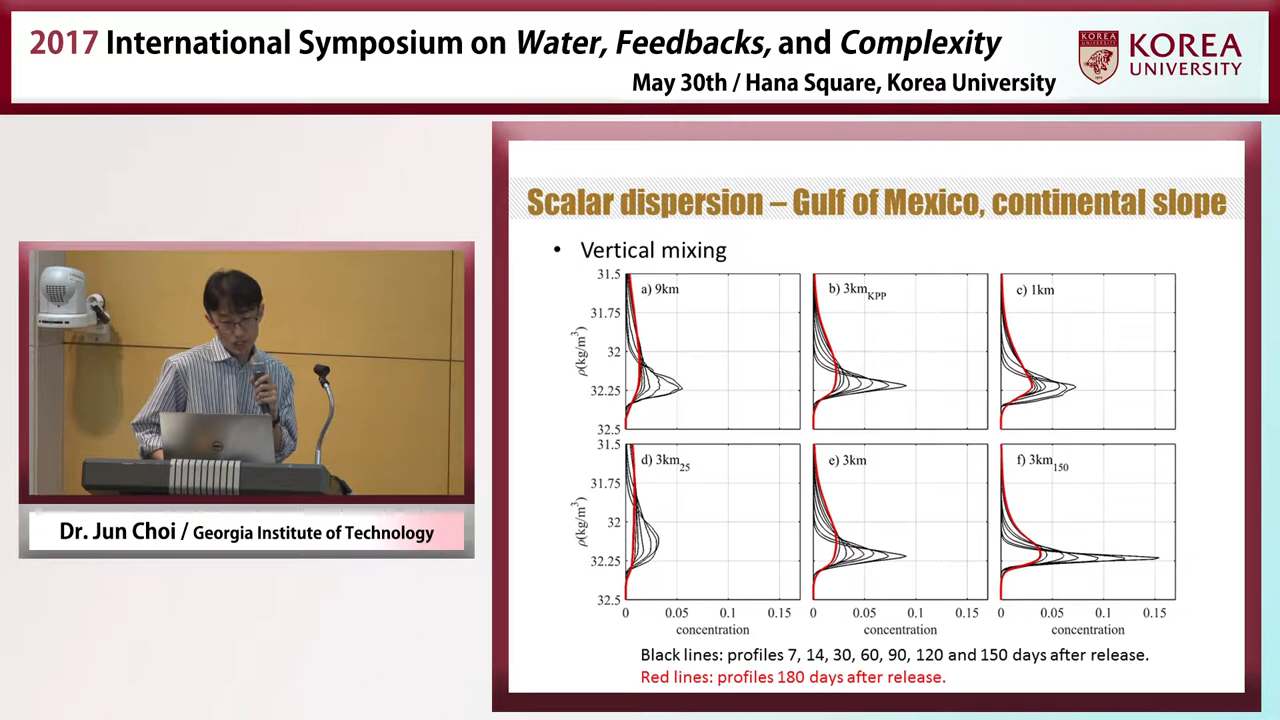 2017 International Symposium on Water, Feedbacks, and Complexity
May 30th / Hana Square, Korea University
KOREA
UNIVERSITY
Scalar dispersion – Gulf of Mexico, continental slope
• Vertical mixing
31.5
31.75
32
32.25
32.5
ρ(kg/m³)
a) 9km
b) 3kmKPP
c) 1km
31.5
31.75
32
32.25
32.5
ρ(kg/m³)
d) 3km25
e) 3km
f) 3km150
0 0.05 0.1 0.15
0 0.05 0.1 0.15
0 0.05 0.1 0.15
concentration
concentration
concentration
Black lines: profiles 7, 14, 30, 60, 90, 120 and 150 days after release.
Red lines: profiles 180 days after release.
Dr. Jun Choi / Georgia Institute of Technology